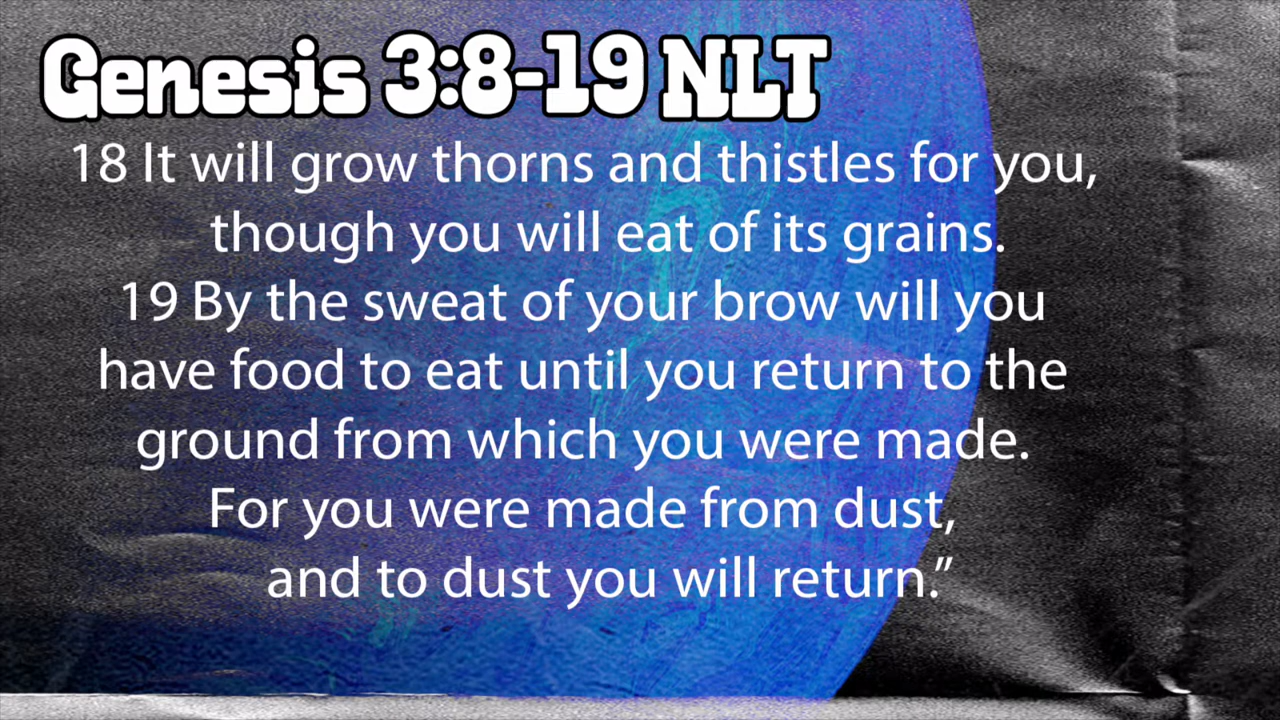 Genesis 3:8-19 NLT
18 It will grow thorns and thistles for you,
though you will eat of its grains.
19 By the sweat of your brow will you
have food to eat until you return to the
ground from which you were made.
For you were made from dust,
and to dust you will return.”